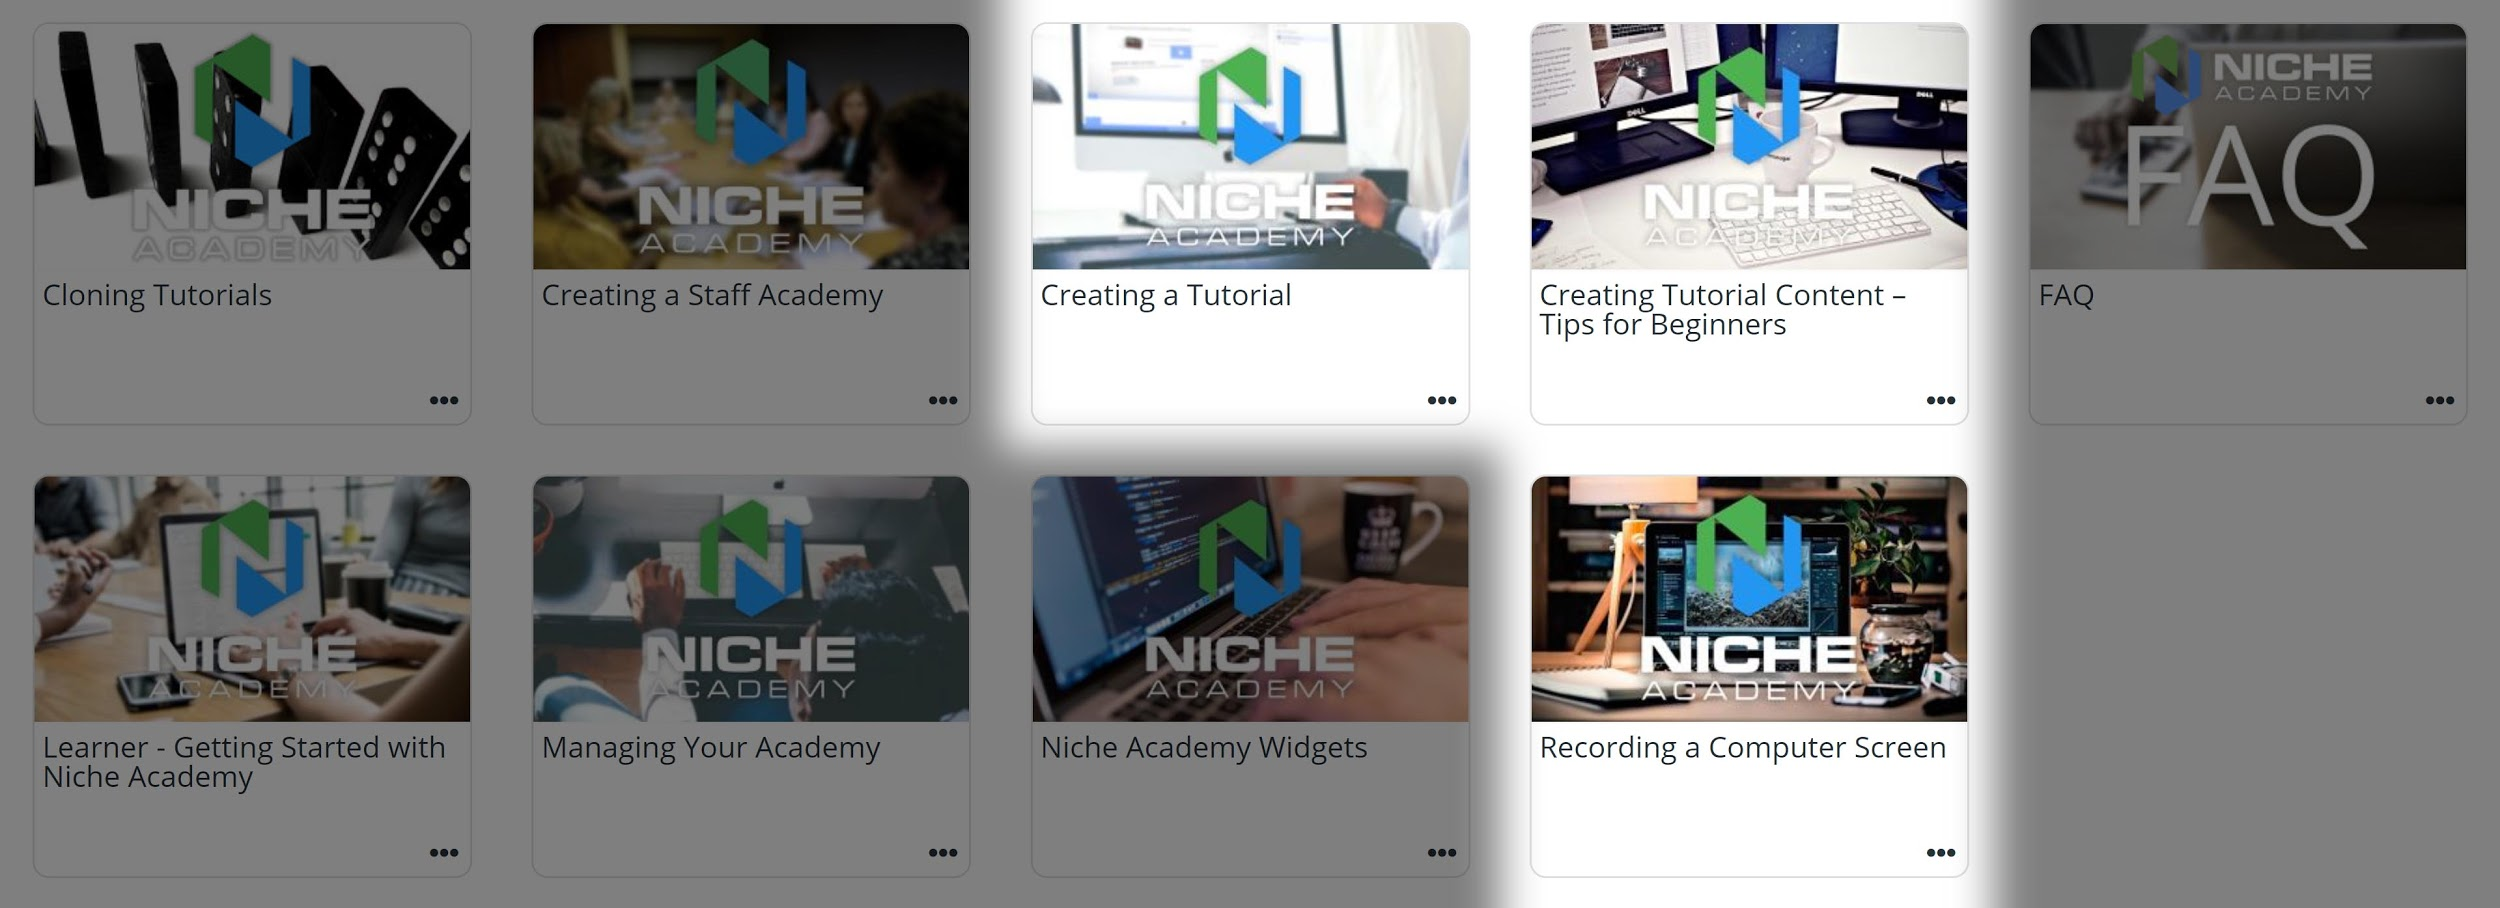 NICHE
ACADEMY
Cloning Tutorials
NICHE
ACADEMY
Creating a Staff Academy
NICHE
ACADEMY
Creating a Tutorial
DELL
DELL
NICHE
ACADEMY
Creating Tutorial Content –
Tips for Beginners
NICHE
ACADEMY
FAQ
FAQ
NICHE
ACADEMY
Learner - Getting Started with
Niche Academy
NICHE
ACADEMY
Managing Your Academy
NICHE
ACADEMY
Niche Academy Widgets
NICHE
ACADEMY
Recording a Computer Screen